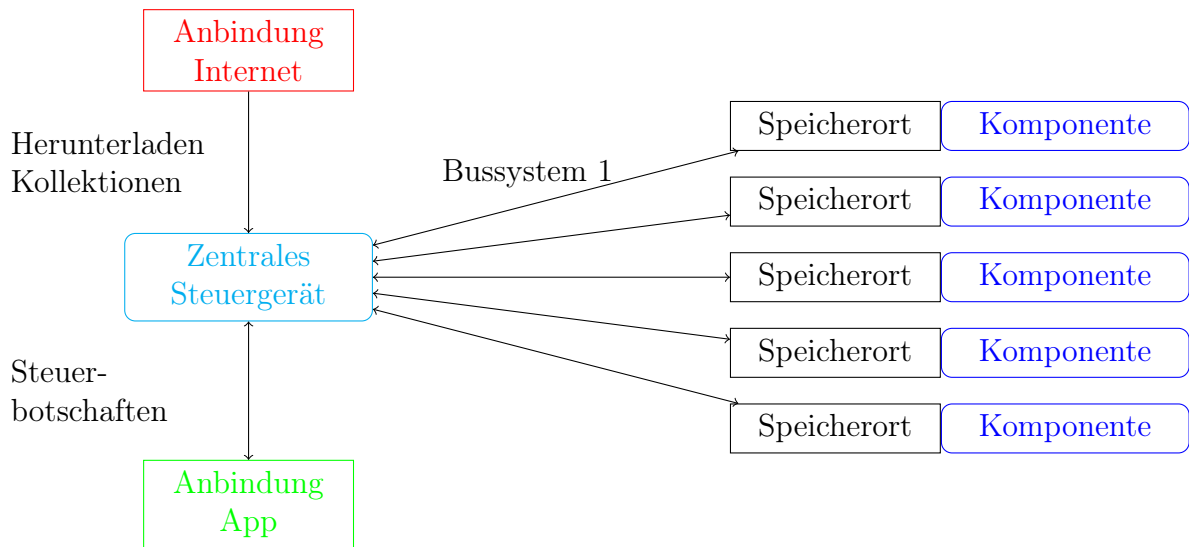 Anbindung
Internet
Herunterladen
Kollektionen
Bussystem 1
Zentrales
Steuergerät
Steuer-
botschaften
Anbindung
App
Speicherort Komponente
Speicherort Komponente
Speicherort Komponente
Speicherort Komponente
Speicherort Komponente